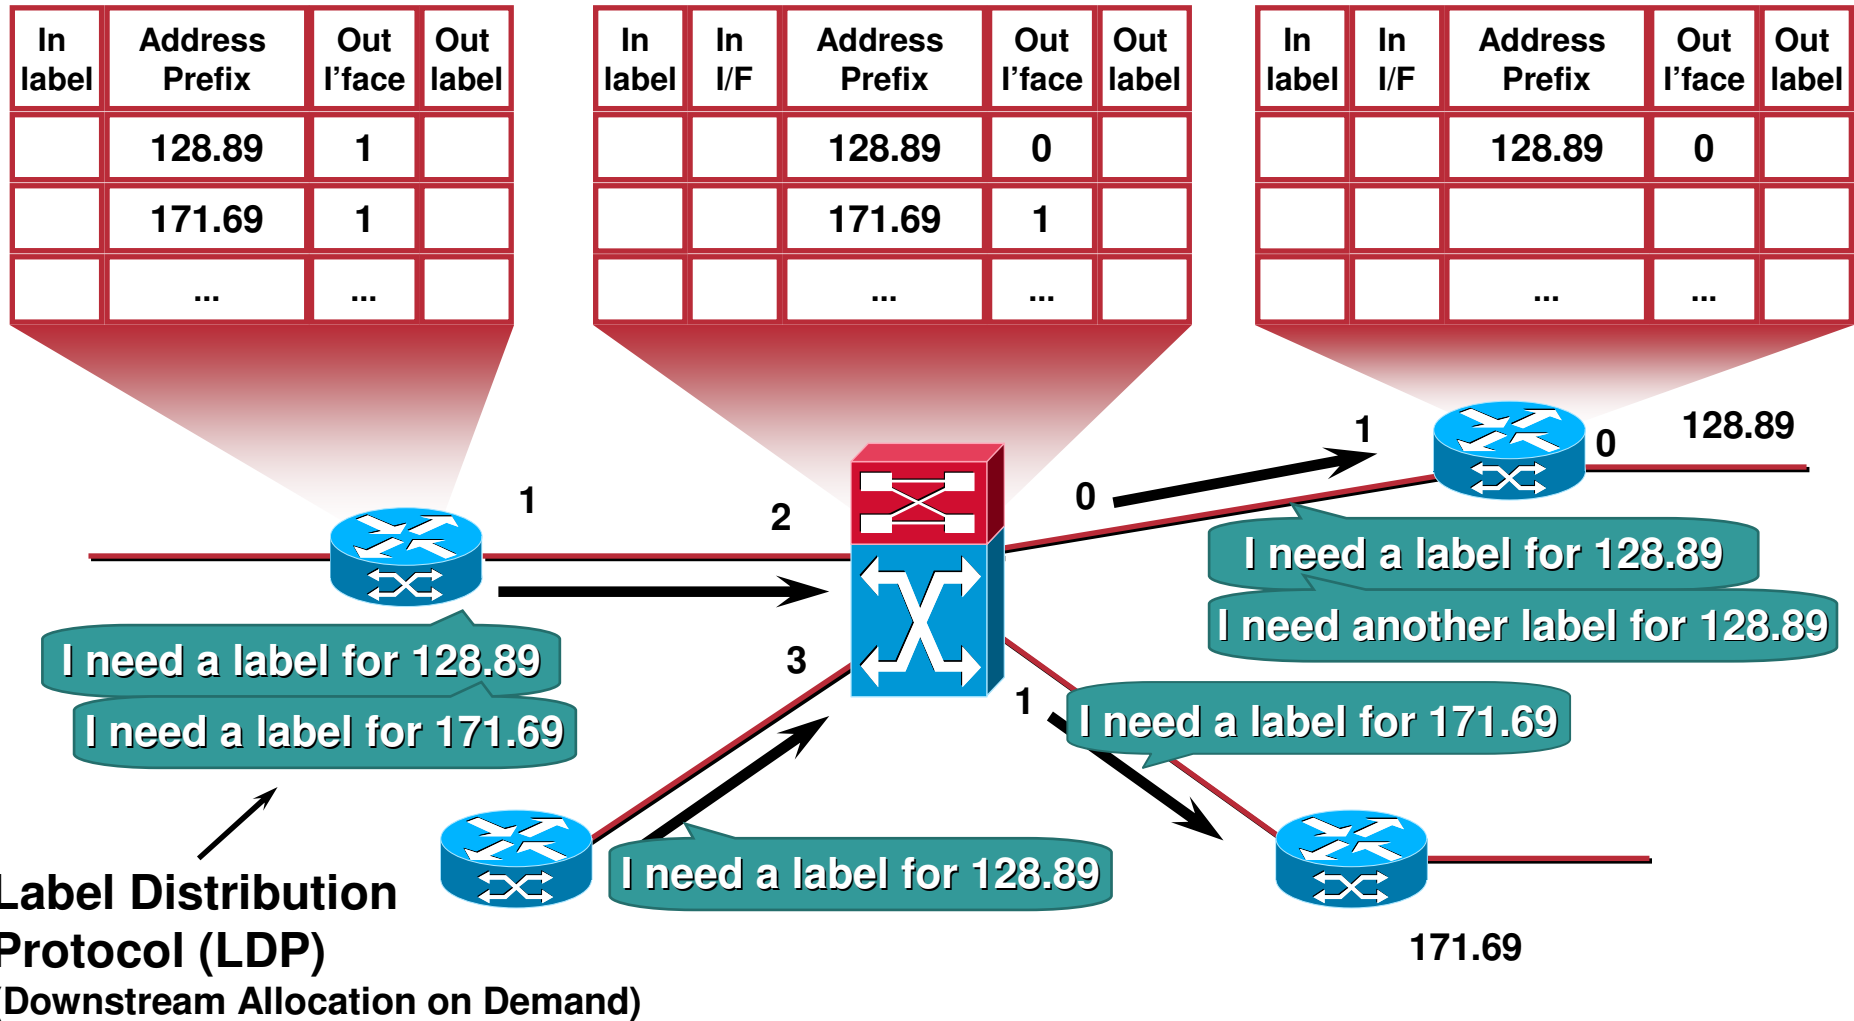 In label | Address Prefix | Out I’face | Out label
128.89 | 1
171.69 | 1
... | ...
In label | In I/F | Address Prefix | Out I’face | Out label
128.89 | 0
171.69 | 1
... | ...
In label | In I/F | Address Prefix | Out I’face | Out label
128.89 | 0
... | ...
1
2
3
0
1
1
0
128.89
I need a label for 128.89
I need another label for 128.89
I need a label for 128.89
I need a label for 171.69
I need a label for 171.69
I need a label for 128.89
171.69
Label Distribution
Protocol (LDP)
(Downstream Allocation on Demand)